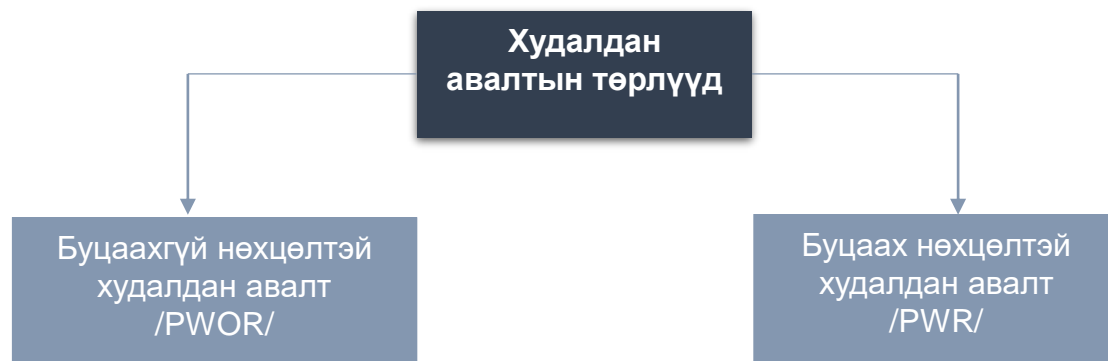 Худалдан
авалтын төрлүүд
Буцаахгүй нөхцөлтэй
худалдан авалт
/PWOR/
Буцаах нөхцөлтэй
худалдан авалт
/PWR/